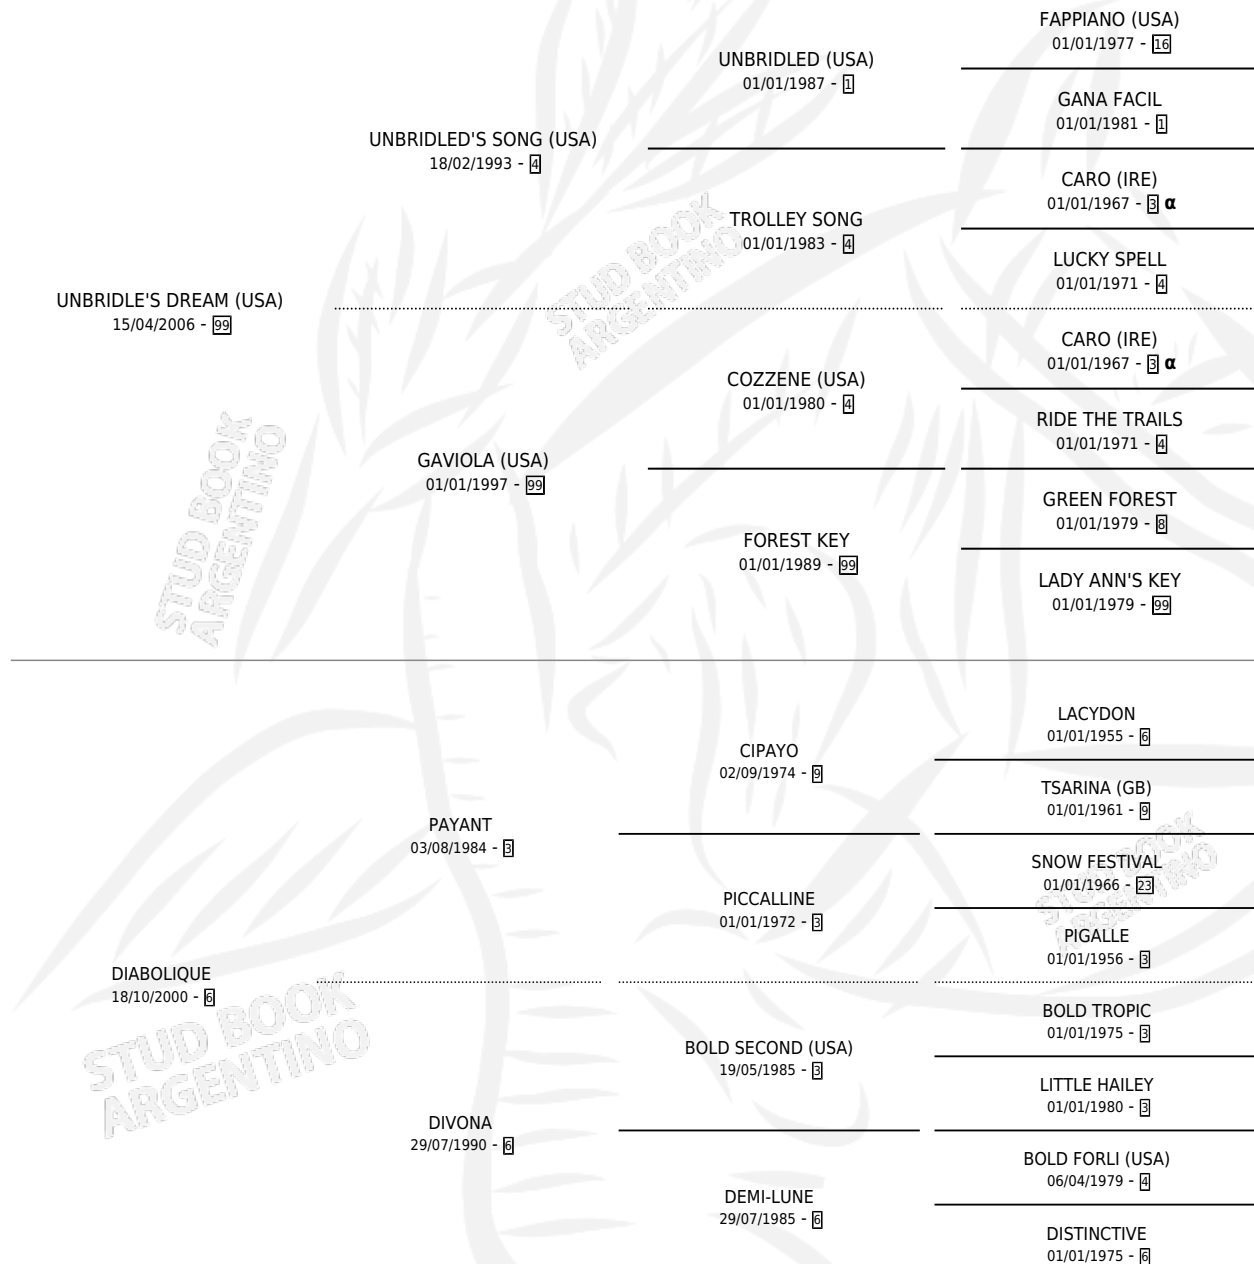 FAPPIANO (USA)
01/01/1977 - 16
UNBRIDLED (USA)
01/01/1987 - 1
GANA FACIL
01/01/1981 - 1
UNBRIDLED'S SONG (USA)
18/02/1993 - 4
CARO (IRE)
01/01/1967 - 3 α
TROLLEY SONG
01/01/1983 - 4
LUCKY SPELL
01/01/1971 - 4
UNBRIDLE'S DREAM (USA)
15/04/2006 - 99
STUD BOOK
ARGENTINO
CARO (IRE)
01/01/1967 - 3 α
COZZENE (USA)
01/01/1980 - 4
RIDE THE TRAILS
01/01/1971 - 4
GAVIOLA (USA)
01/01/1997 - 99
GREEN FOREST
01/01/1979 - 8
FOREST KEY
01/01/1989 - 99
LADY ANN'S KEY
01/01/1979 - 99
STUD BOOK
ARGENTINO
LACYDON
01/01/1955 - 6
CIPAYO
02/09/1974 - 9
TSARINA (GB)
01/01/1961 - 9
PAYANT
03/08/1984 - 3
SNOW FESTIVAL
01/01/1966 - 23
PICCALLINE
01/01/1972 - 3
PIGALLE
01/01/1956 - 3
STUD BOOK
ARGENTINO
DIABOLIQUE
18/10/2000 - 6
BOLD TROPIC
01/01/1975 - 3
BOLD SECOND (USA)
19/05/1985 - 3
LITTLE HAILEY
01/01/1980 - 3
STUD BOOK
ARGENTINO
DIVONA
29/07/1990 - 6
BOLD FORLI (USA)
06/04/1979 - 4
DEMI-LUNE
29/07/1985 - 6
DISTINCTIVE
01/01/1975 - 6